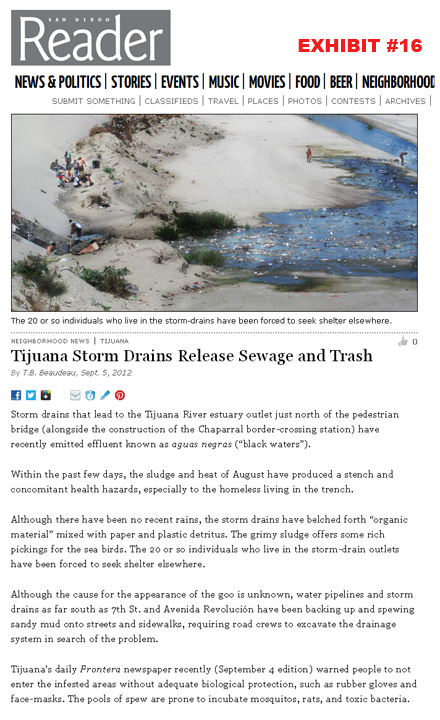 SAN DIEGO
Reader
EXHIBIT #16
NEWS & POLITICS | STORIES | EVENTS | MUSIC | MOVIES | FOOD | BEER | NEIGHBORHOOD
SUBMIT SOMETHING | CLASSIFIEDS | TRAVEL | PLACES | PHOTOS | CONTESTS | ARCHIVES |
The 20 or so individuals who live in the storm-drains have been forced to seek shelter elsewhere.
NEIGHBORHOOD NEWS | TIJUANA
0
Tijuana Storm Drains Release Sewage and Trash
By T.B. Beaudeau, Sept. 5, 2012
Storm drains that lead to the Tijuana River estuary outlet just north of the pedestrian
bridge (alongside the construction of the Chaparral border-crossing station) have
recently emitted effluent known as aguas negras (“black waters”).
Within the past few days, the sludge and heat of August have produced a stench and
concomitant health hazards, especially to the homeless living in the trench.
Although there have been no recent rains, the storm drains have belched forth “organic
material” mixed with paper and plastic detritus. The grimy sludge offers some rich
pickings for the sea birds. The 20 or so individuals who live in the storm-drain outlets
have been forced to seek shelter elsewhere.
Although the cause for the appearance of the goo is unknown, water pipelines and storm
drains as far south as 7th St. and Avenida Revolución have been backing up and spewing
sandy mud onto streets and sidewalks, requiring road crews to excavate the drainage
system in search of the problem.
Tijuana's daily Frontera newspaper recently (September 4 edition) warned people to not
enter the infested areas without adequate biological protection, such as rubber gloves and
face-masks. The pools of spew are prone to incubate mosquitos, rats, and toxic bacteria.